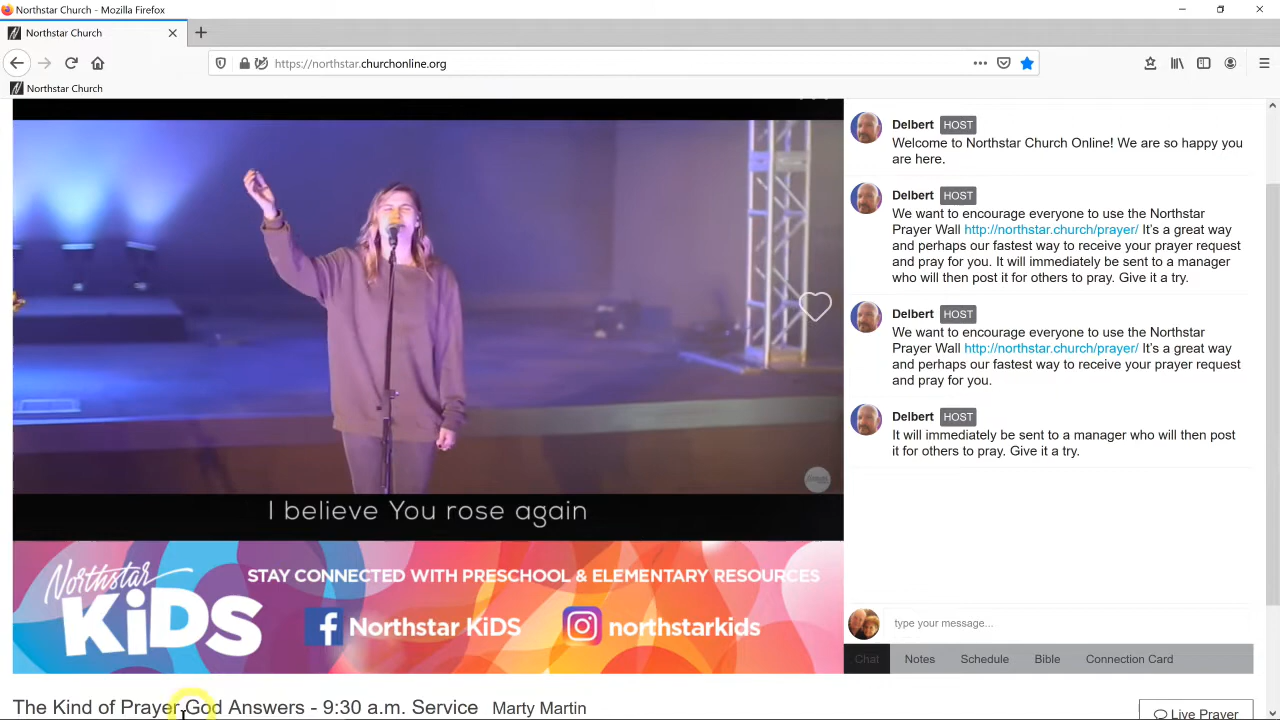 Northstar Church - Mozilla Firefox
Northstar Church
https://northstar.churchonline.org
Northstar Church
Delbert HOST
Welcome to Northstar Church Online! We are so happy you
are here.
Delbert HOST
We want to encourage everyone to use the Northstar
Prayer Wall http://northstar.church/prayer/ It's a great way
and perhaps our fastest way to receive your prayer request
and pray for you. It will immediately be sent to a manager
who will then post it for others to pray. Give it a try.
Delbert HOST
We want to encourage everyone to use the Northstar
Prayer Wall http://northstar.church/prayer/ It's a great way
and perhaps our fastest way to receive your prayer request
and pray for you.
Delbert HOST
It will immediately be sent to a manager who will then post
it for others to pray. Give it a try.
I believe You rose again
Northstar KiDS
STAY CONNECTED WITH PRESCHOOL & ELEMENTARY RESOURCES
f Northstar KiDS northstarkids
type your message...
Chat Notes Schedule Bible Connection Card
The Kind of Prayer God Answers - 9:30 a.m. Service Marty Martin
Live Prayer